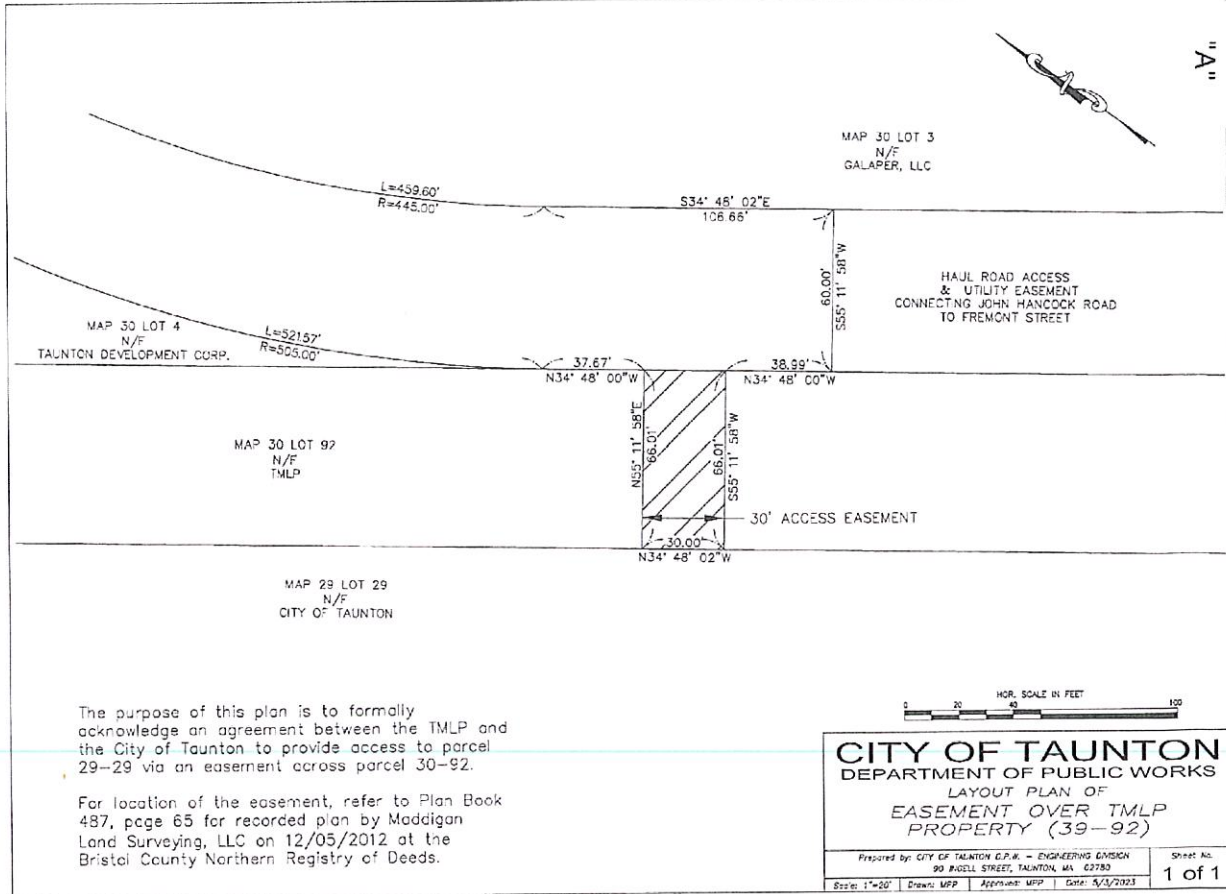 "A"
MAP 30 LOT 3
N/F
GALAPER, LLC
L=459.60'
R=445.00'
S34° 48' 02"E
106.66'
60.00'
S55° 11' 58"W
HAUL ROAD ACCESS
& UTILITY EASEMENT
CONNECTING JOHN HANCOCK ROAD
TO FREMONT STREET
MAP 30 LOT 4
N/F
TAUNTON DEVELOPMENT CORP.
L=521.57'
R=505.00'
37.67'
N34° 48' 00"W
38.99'
N34° 48' 00"W
MAP 30 LOT 92
N/F
TMLP
N55° 11' 58"E
66.01'
66.01'
S55° 11' 58"W
30' ACCESS EASEMENT
30.00'
N34° 48' 02"W
MAP 29 LOT 29
N/F
CITY OF TAUNTON
The purpose of this plan is to formally
acknowledge an agreement between the TMLP and
the City of Taunton to provide access to parcel
29-29 via an easement across parcel 30-92.
For location of the easement, refer to Plan Book
487, page 65 for recorded plan by Maddigan
Land Surveying, LLC on 12/05/2012 at the
Bristol County Northern Registry of Deeds.
HOR. SCALE IN FEET
0 20 40 100
CITY OF TAUNTON
DEPARTMENT OF PUBLIC WORKS
LAYOUT PLAN OF
EASEMENT OVER TMLP
PROPERTY (39-92)
Prepared by: CITY OF TAUNTON D.P.W. - ENGINEERING DIVISION
90 INGELL STREET, TAUNTON, MA 02780
Scale: 1"=20' Drawn: MFP Approved: MFP Date: 5/3/2023
Sheet No.
1 of 1